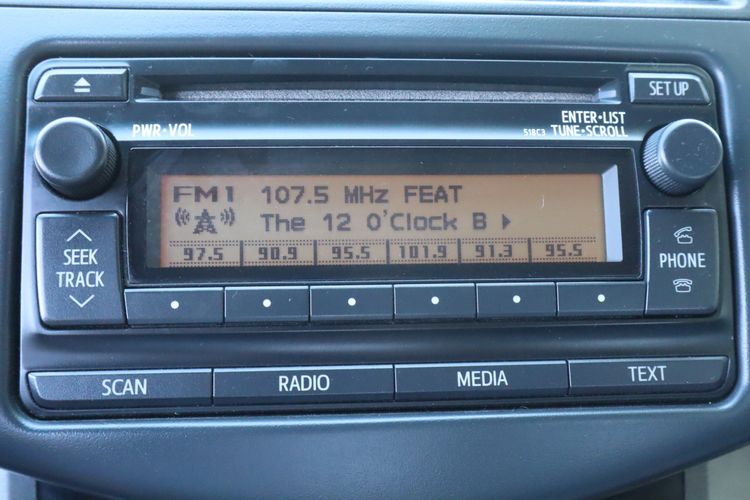 SET UP
PWR•VOL
ENTER•LIST
518C3 TUNE•SCROLL
FM1 107.5 MHz FEAT
The 12 O'Clock B
97.5 90.9 95.5 101.9 91.3 95.5
SEEK
TRACK
PHONE
SCAN RADIO MEDIA TEXT